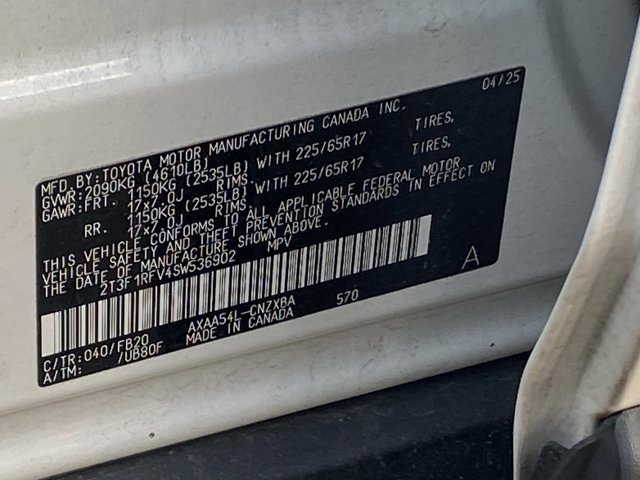 04/25
MFD.BY:TOYOTA MOTOR MANUFACTURING CANADA INC.
GVWR:2090KG (4610LB)
GAWR:FRT. 1150KG (2535LB) WITH 225/65R17 TIRES,
17x7.0J RIMS,
RR. 1150KG (2535LB) WITH 225/65R17 TIRES,
17x7.0J RIMS.
THIS VEHICLE CONFORMS TO ALL APPLICABLE FEDERAL MOTOR
VEHICLE SAFETY AND THEFT PREVENTION STANDARDS IN EFFECT ON
THE DATE OF MANUFACTURE SHOWN ABOVE.
2T3F1RFV4SW536902 MPV
A
C/TR:040/FB20 AXAA54L-CNZXBA 570
A/TM: /UB80F MADE IN CANADA